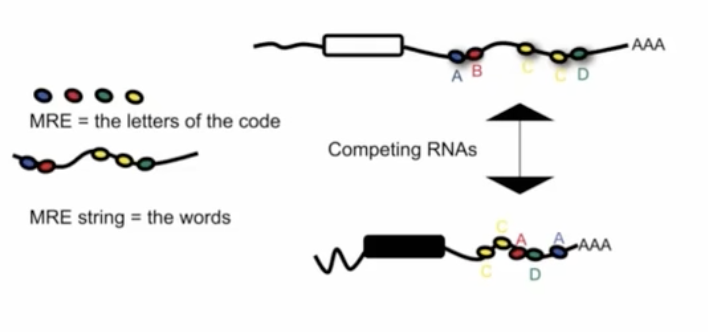 AAA
A B C C D
MRE = the letters of the code
Competing RNAs
MRE string = the words
C A A AAA
C D